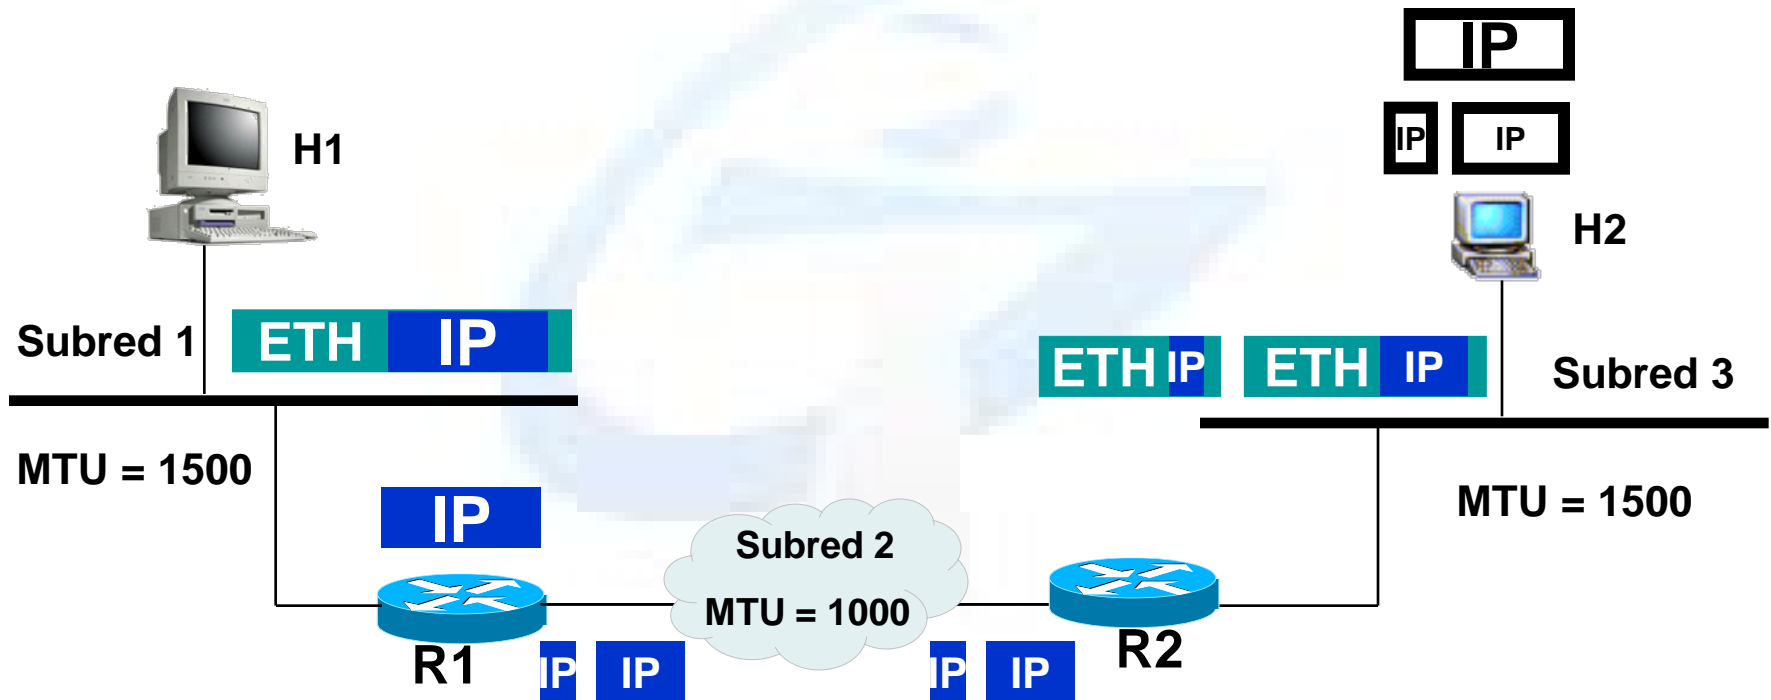 IP
IP IP
H1
H2
Subred 1
ETH IP
ETH IP
ETH IP
Subred 3
MTU = 1500
MTU = 1500
IP
Subred 2
MTU = 1000
R1
IP IP
IP IP
R2